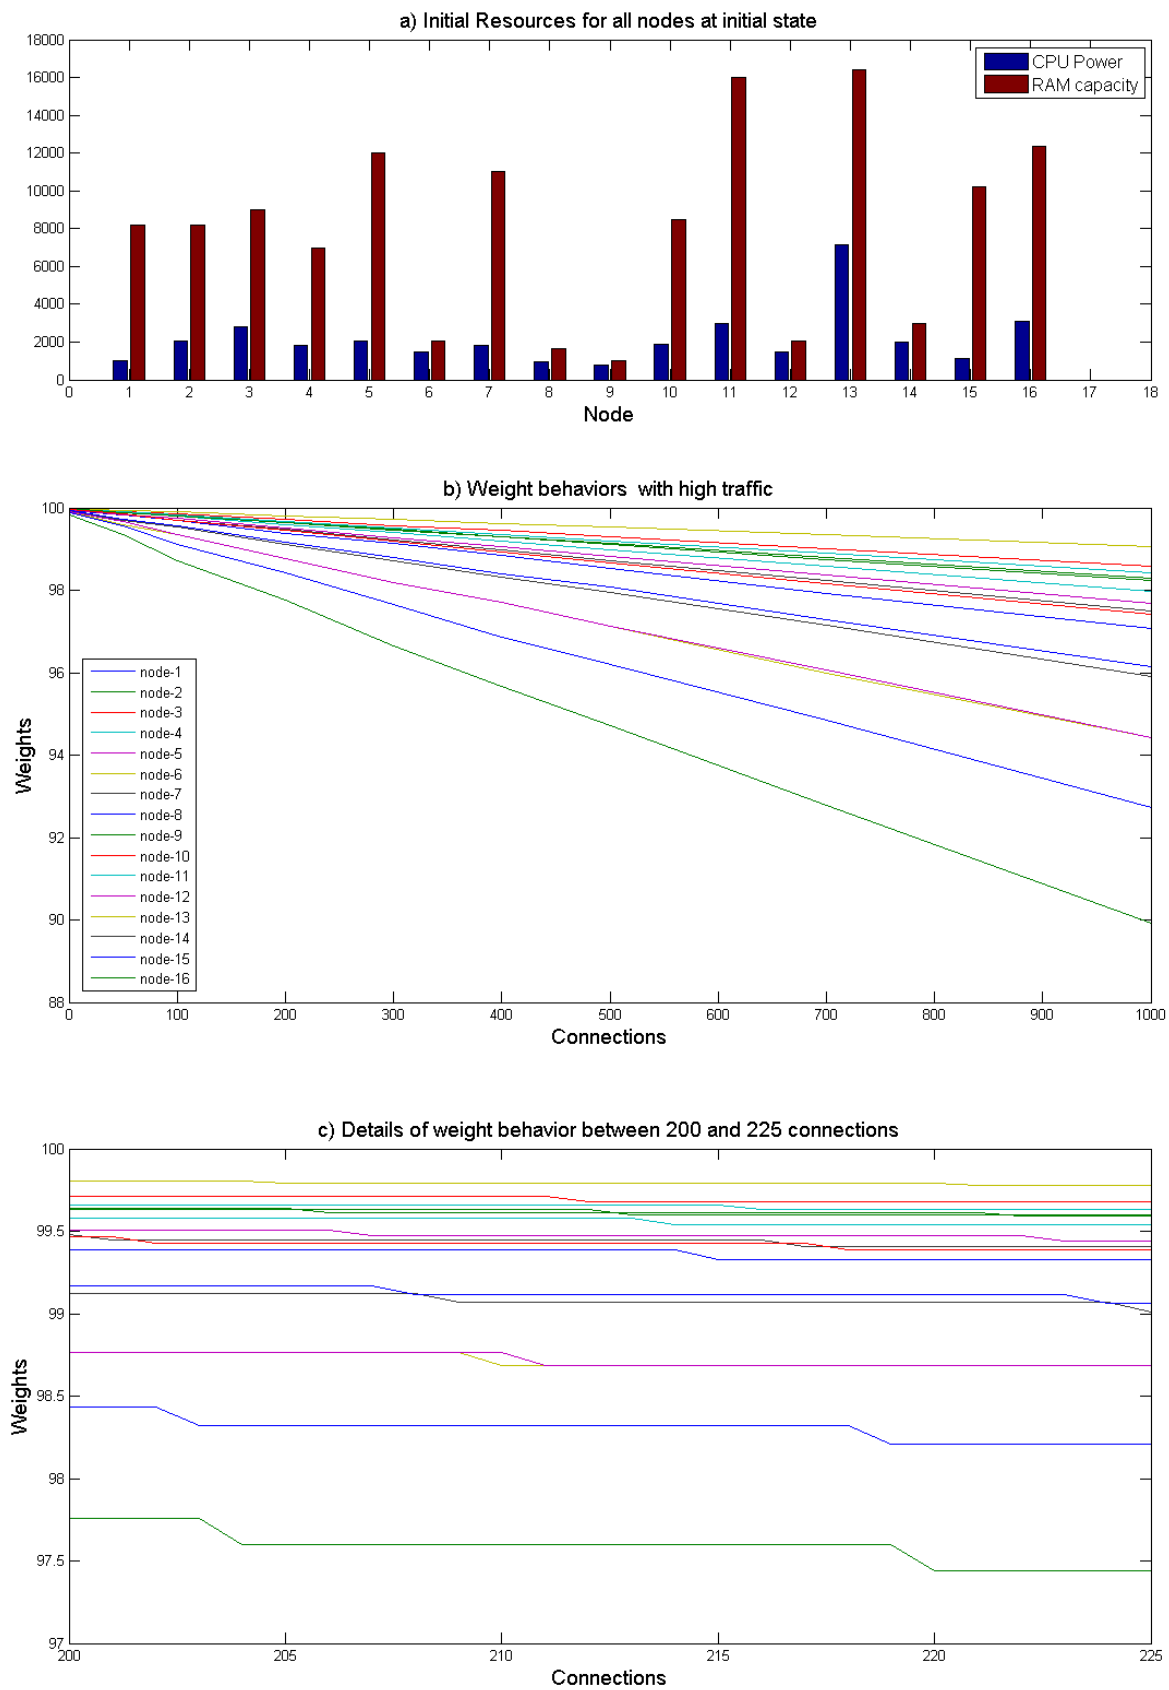 a) Initial Resources for all nodes at initial state
18000
16000
14000
12000
10000
8000
6000
4000
2000
0
CPU Power
RAM capacity
0 1 2 3 4 5 6 7 8 9 10 11 12 13 14 15 16 17 18
Node
b) Weight behaviors with high traffic
100
98
96
94
92
90
88
Weights
node-1
node-2
node-3
node-4
node-5
node-6
node-7
node-8
node-9
node-10
node-11
node-12
node-13
node-14
node-15
node-16
0 100 200 300 400 500 600 700 800 900 1000
Connections
c) Details of weight behavior between 200 and 225 connections
100
99.5
99
98.5
98
97.5
97
Weights
200 205 210 215 220 225
Connections